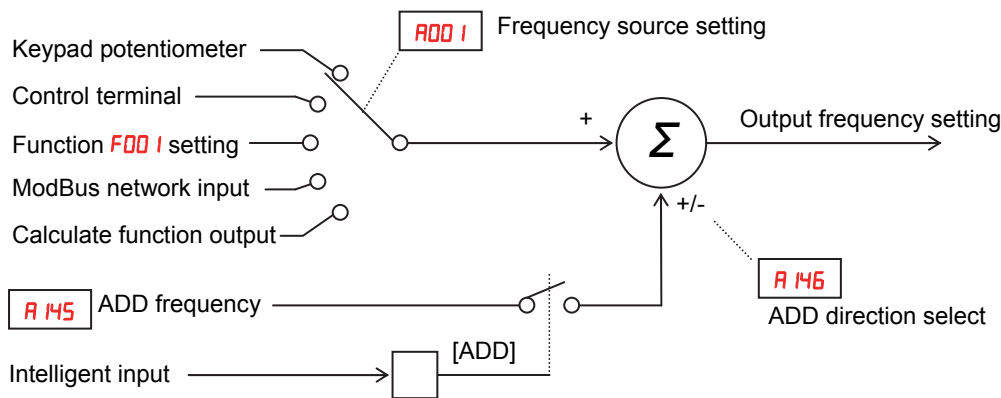 A001 Frequency source setting
Keypad potentiometer
Control terminal
Function F001 setting
ModBus network input
Calculate function output
+
Σ
Output frequency setting
+/-
A145 ADD frequency
A146
ADD direction select
[ADD]
Intelligent input